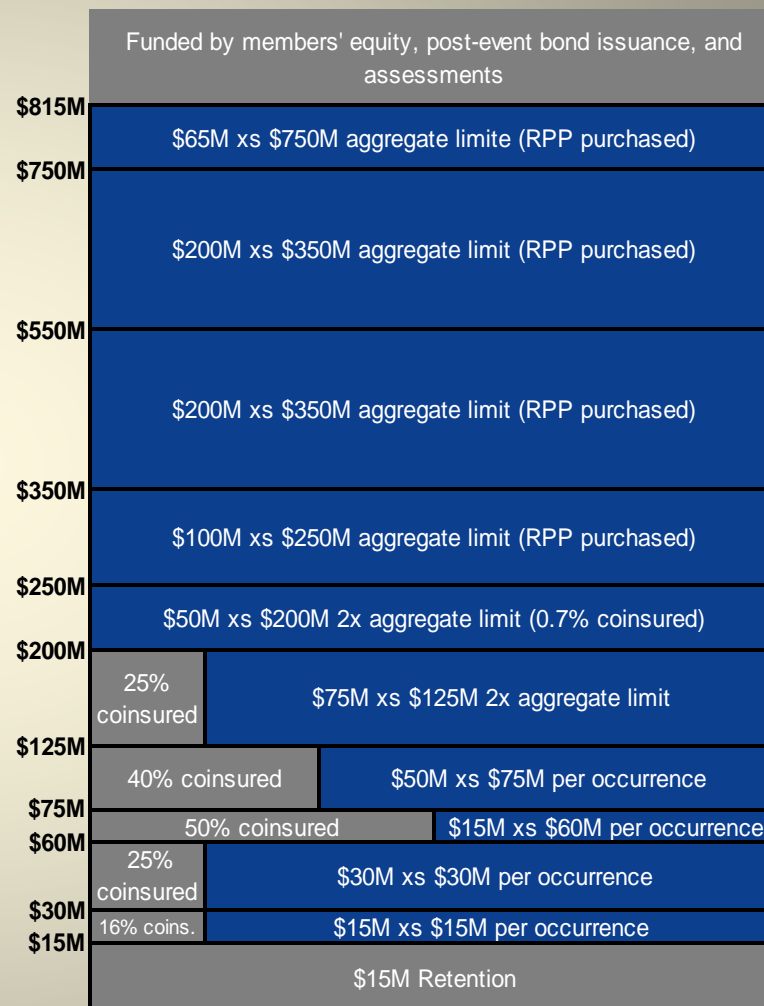 Funded by members' equity, post-event bond issuance, and
assessments
$815M
$65M xs $750M aggregate limite (RPP purchased)
$750M
$200M xs $350M aggregate limit (RPP purchased)
$550M
$200M xs $350M aggregate limit (RPP purchased)
$350M
$100M xs $250M aggregate limit (RPP purchased)
$250M
$50M xs $200M 2x aggregate limit (0.7% coinsured)
$200M
25%
coinsured
$75M xs $125M 2x aggregate limit
$125M
40% coinsured
$50M xs $75M per occurrence
$75M
50% coinsured
$15M xs $60M per occurrence
$60M
25%
coinsured
$30M xs $30M per occurrence
$30M
16% coins.
$15M xs $15M per occurrence
$15M
$15M Retention